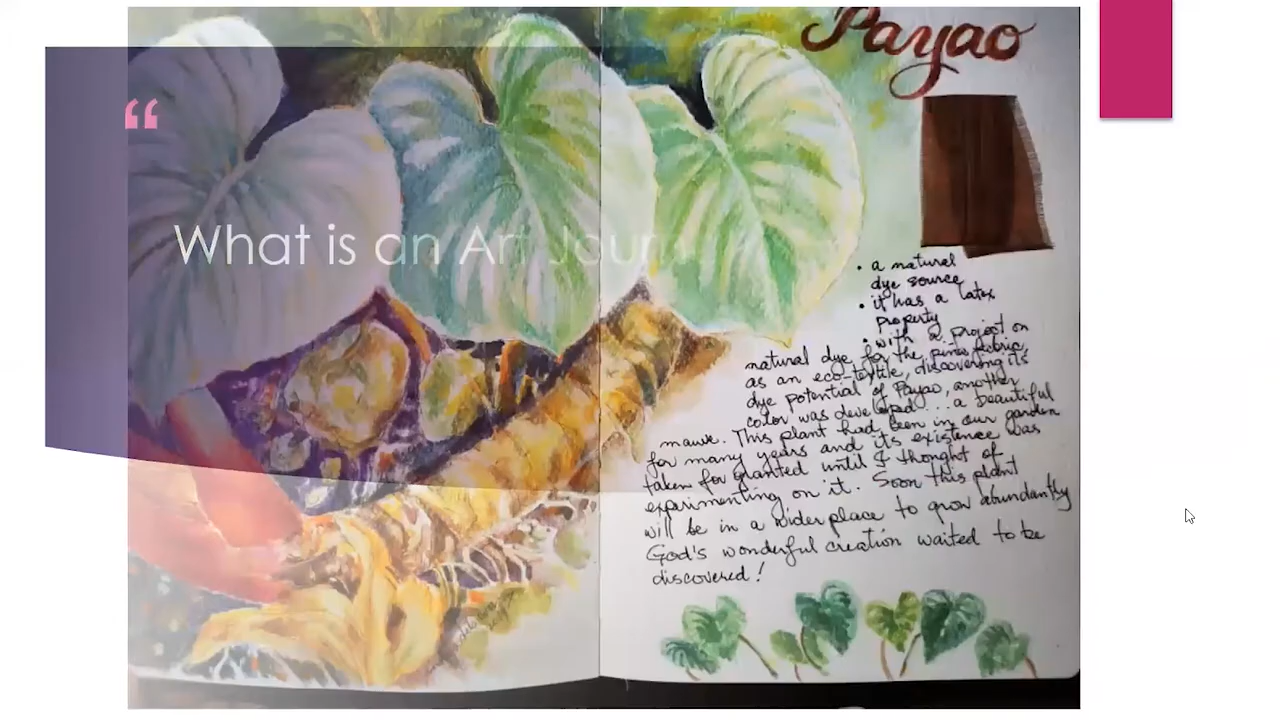 Payao
“
What is an Art Journ
• a natural
dye source
• it has a latex
property
• with a project on
natural dye for the pina fabric
as an eco-textile, discovering its
dye potential of Payao, another
color was developed... a beautiful
mauve. This plant had been in our garden
for many years and its existence was
taken for granted until I thought of
experimenting on it. Soon this plant
will be in a wider place to grow abundantly
God's wonderful creation waited to be
discovered!